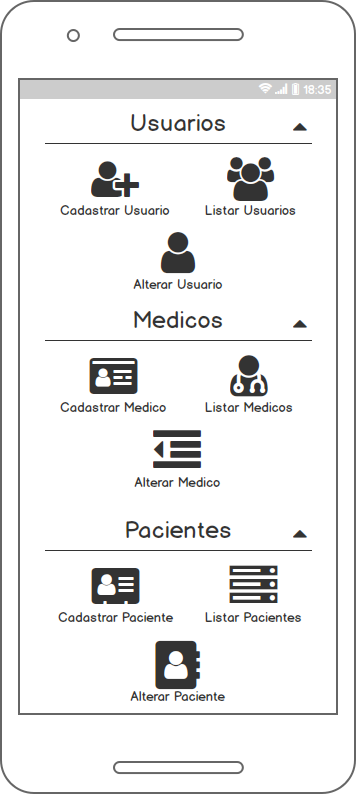 18:35
Usuarios
Cadastrar Usuario
Listar Usuarios
Alterar Usuario
Medicos
Cadastrar Medico
Listar Medicos
Alterar Medico
Pacientes
Cadastrar Paciente
Listar Pacientes
Alterar Paciente